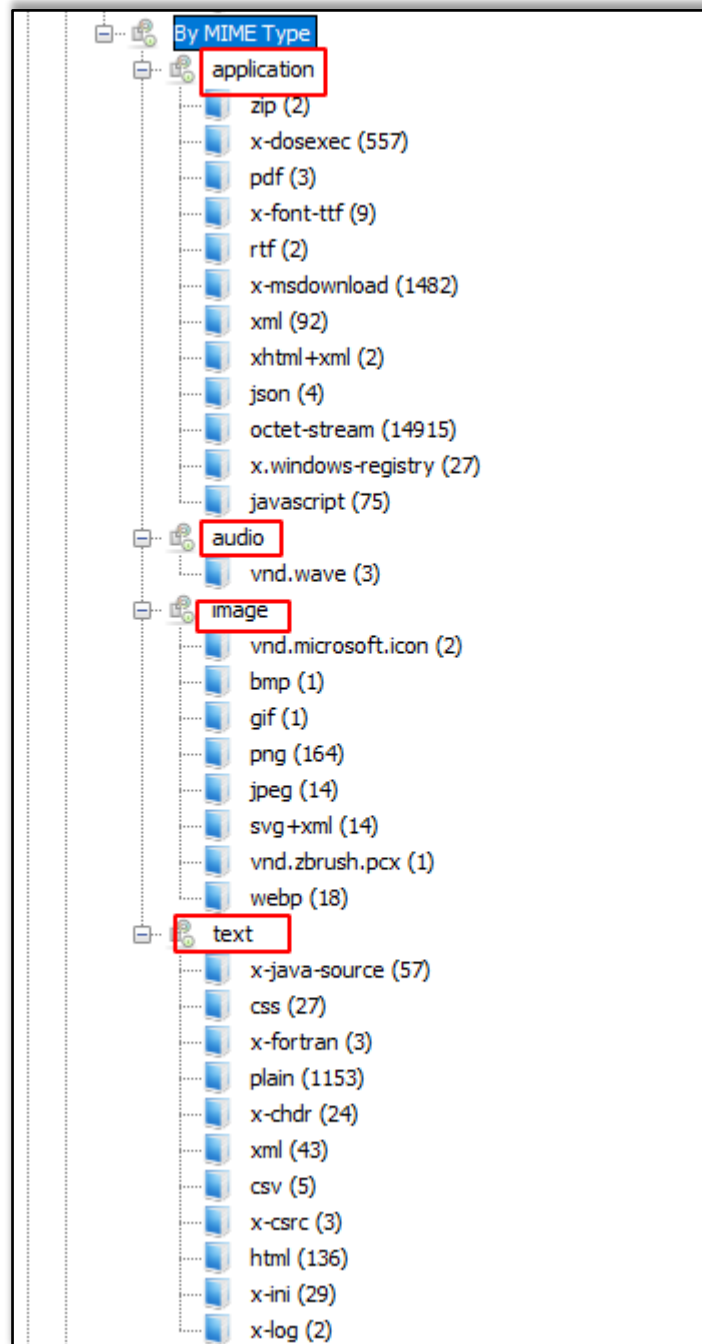 By MIME Type
application
zip (2)
x-dosexec (557)
pdf (3)
x-font-ttf (9)
rtf (2)
x-msdownload (1482)
xml (92)
xhtml+xml (2)
json (4)
octet-stream (14915)
x.windows-registry (27)
javascript (75)
audio
vnd.wave (3)
image
vnd.microsoft.icon (2)
bmp (1)
gif (1)
png (164)
jpeg (14)
svg+xml (14)
vnd.zbrush.pcx (1)
webp (18)
text
x-java-source (57)
css (27)
x-fortran (3)
plain (1153)
x-chdr (24)
xml (43)
csv (5)
x-csrc (3)
html (136)
x-ini (29)
x-log (2)